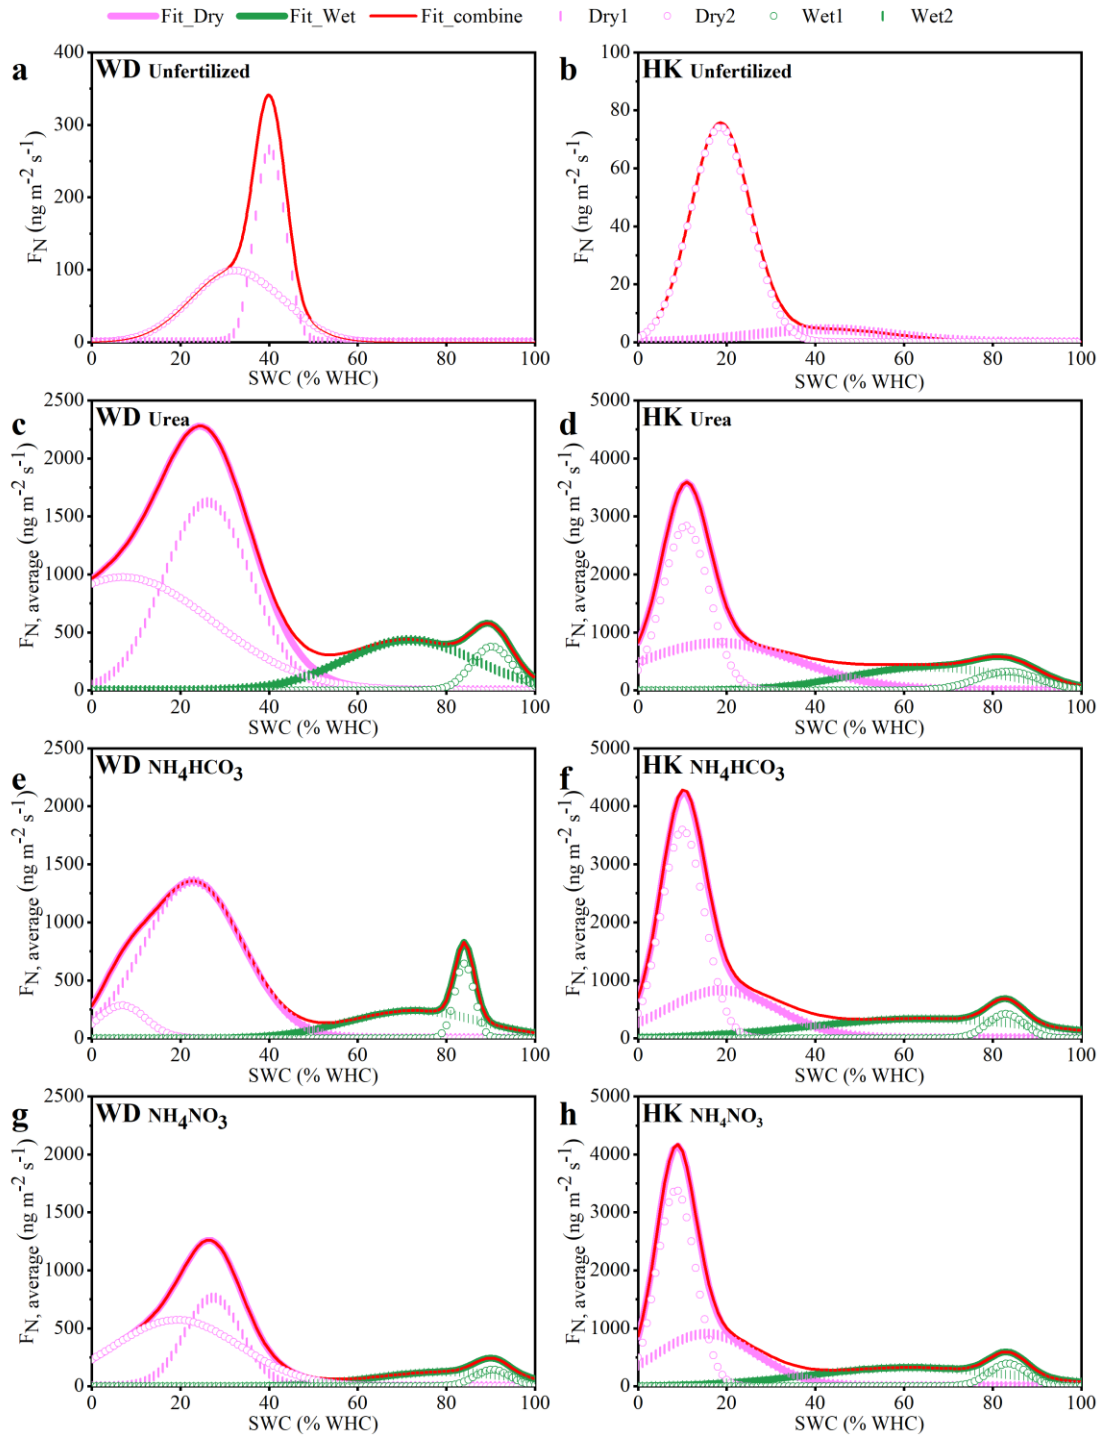 Fit_Dry Fit_Wet Fit_combine Dry1 Dry2 Wet1 Wet2
a WD Unfertilized
400
300
200
100
0
F_N (ng m^-2 s^-1)
0 20 40 60 80 100
SWC (% WHC)
b HK Unfertilized
100
80
60
40
20
0
F_N (ng m^-2 s^-1)
0 20 40 60 80 100
SWC (% WHC)
c WD Urea
2500
2000
1500
1000
500
0
F_N, average (ng m^-2 s^-1)
0 20 40 60 80 100
SWC (% WHC)
d HK Urea
5000
4000
3000
2000
1000
0
F_N, average (ng m^-2 s^-1)
0 20 40 60 80 100
SWC (% WHC)
e WD NH4HCO3
2500
2000
1500
1000
500
0
F_N, average (ng m^-2 s^-1)
0 20 40 60 80 100
SWC (% WHC)
f HK NH4HCO3
5000
4000
3000
2000
1000
0
F_N, average (ng m^-2 s^-1)
0 20 40 60 80 100
SWC (% WHC)
g WD NH4NO3
2500
2000
1500
1000
500
0
F_N, average (ng m^-2 s^-1)
0 20 40 60 80 100
SWC (% WHC)
h HK NH4NO3
5000
4000
3000
2000
1000
0
F_N, average (ng m^-2 s^-1)
0 20 40 60 80 100
SWC (% WHC)